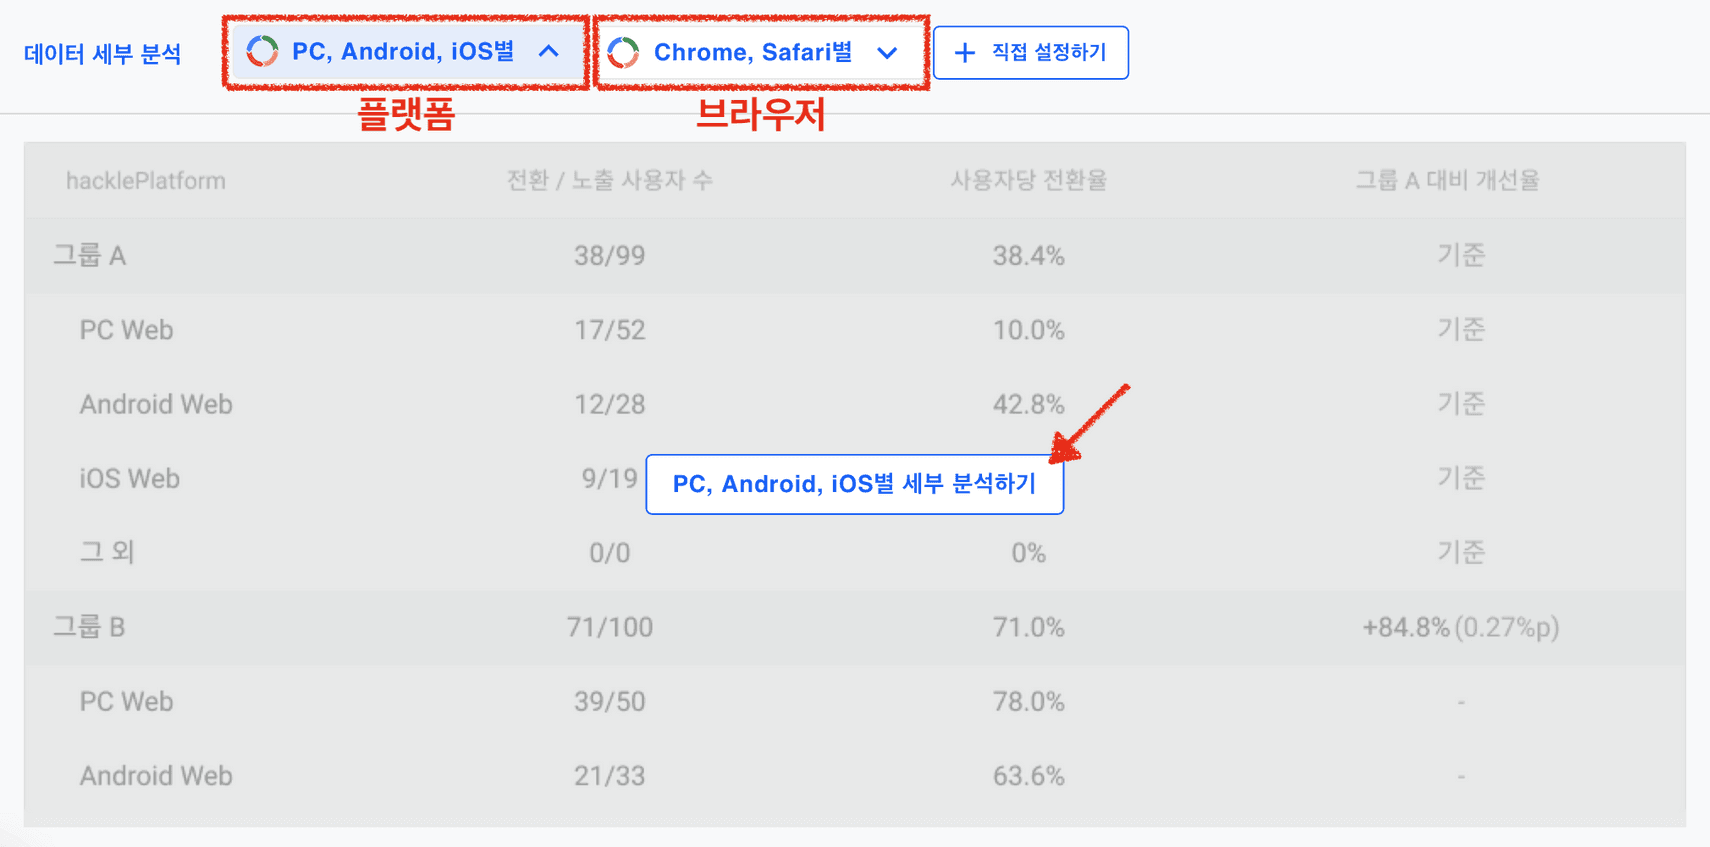 데이터 세부 분석
PC, Android, iOS별
Chrome, Safari별
+ 직접 설정하기
플랫폼
브라우저
hacklePlatform 전환 / 노출 사용자 수 사용자당 전환율 그룹 A 대비 개선율
그룹 A 38/99 38.4% 기준
PC Web 17/52 10.0% 기준
Android Web 12/28 42.8% 기준
iOS Web 9/19 기준
PC, Android, iOS별 세부 분석하기
그 외 0/0 0% 기준
그룹 B 71/100 71.0% +84.8% (0.27%p)
PC Web 39/50 78.0% -
Android Web 21/33 63.6% -